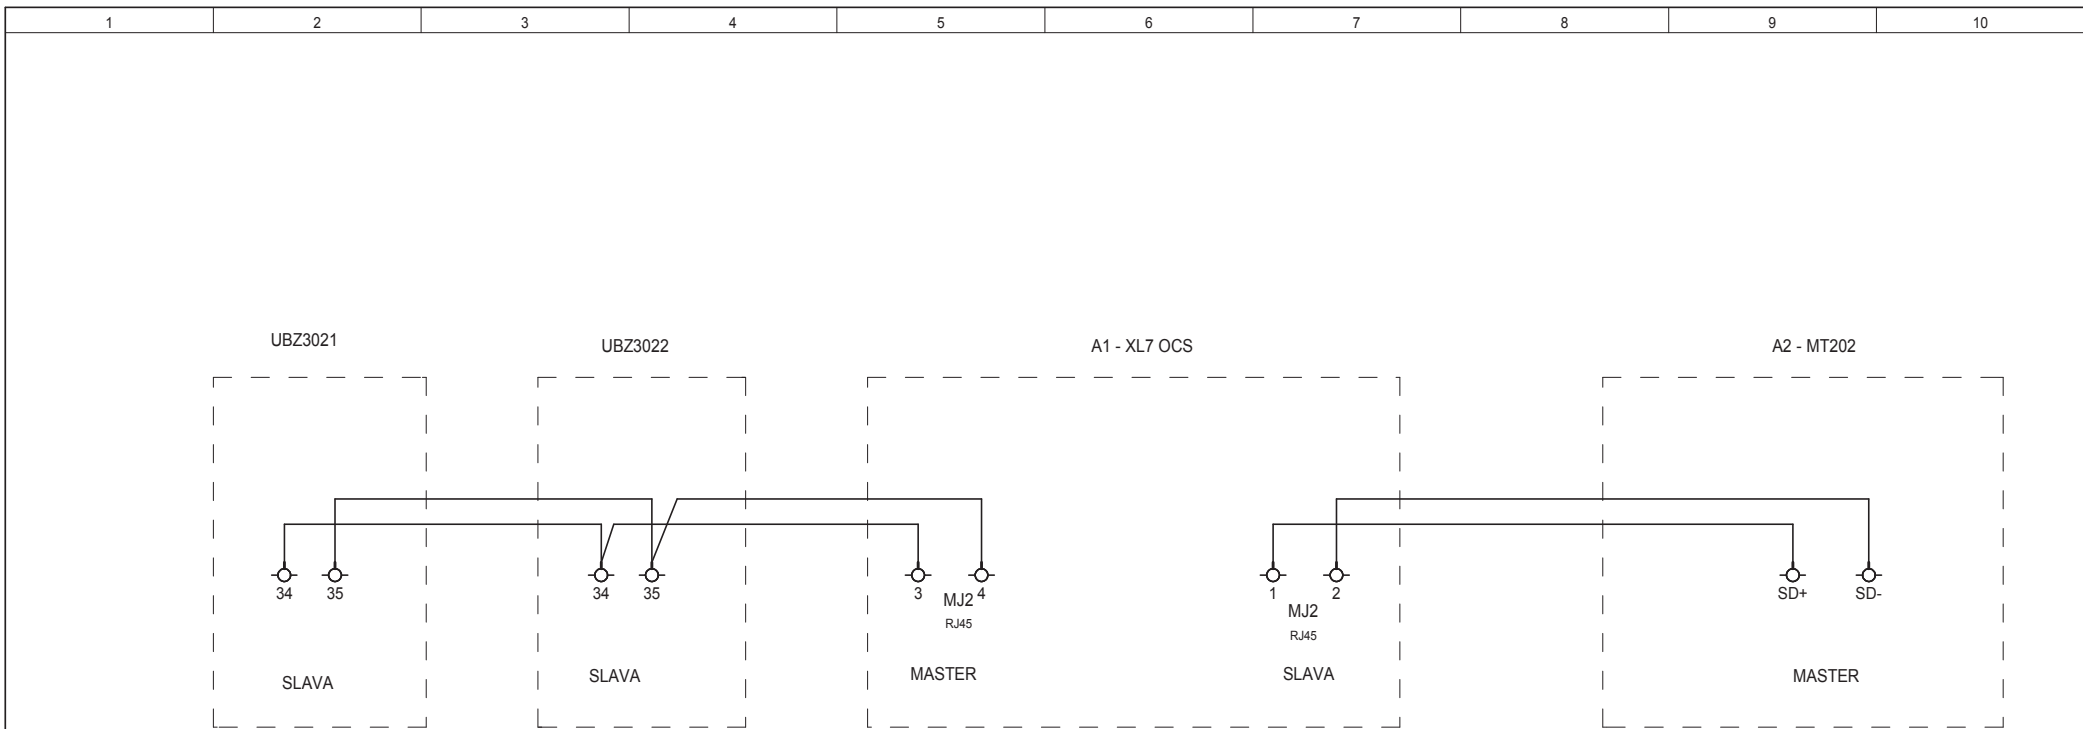 1 2 3 4 5 6 7 8 9 10
UBZ3021 UBZ3022 A1 - XL7 OCS A2 - MT202
34 35 34 35 3 4 1 2 SD+ SD-
MJ2 MJ2
RJ45 RJ45
SLAVA SLAVA MASTER SLAVA MASTER